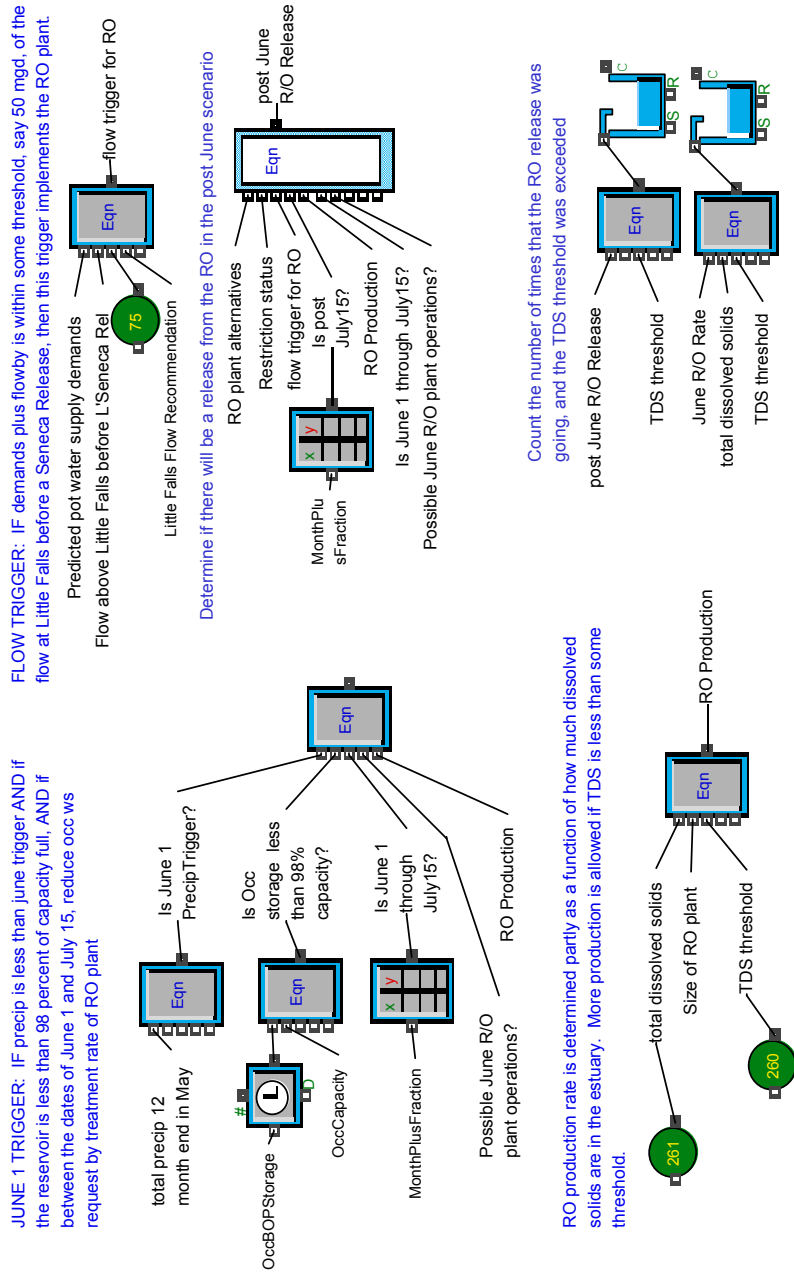 JUNE 1 TRIGGER: IF precip is less than june trigger AND if
the reservoir is less than 98 percent of capacity full, AND if
between the dates of June 1 and July 15, reduce occ ws
request by treatment rate of RO plant
total precip 12
month end in May
Eqn
Is June 1
PrecipTrigger?
OccBOPStorage
#
L
D
OccCapacity
Eqn
Is Occ
storage less
than 98%
capacity?
MonthPlusFraction
x y
Is June 1
through
July15?
Possible June R/O
plant operations?
RO Production
Eqn
FLOW TRIGGER: IF demands plus flowby is within some threshold, say 50 mgd, of the
flow at Little Falls before a Seneca Release, then this trigger implements the RO plant.
Predicted pot water supply demands
Flow above Little Falls before L'Seneca Rel
75
Little Falls Flow Recommendation
Eqn
flow trigger for RO
Determine if there will be a release from the RO in the post June scenario
RO plant alternatives
Restriction status
flow trigger for RO
MonthPlu
sFraction
x y
Is post
July15?
RO Production
Is June 1 through July15?
Possible June R/O plant operations?
Eqn
post June
R/O Release
RO production rate is determined partly as a function of how much dissolved
solids are in the estuary. More production is allowed if TDS is less than some
threshold.
261
total dissolved solids
Size of RO plant
260
TDS threshold
Eqn
RO Production
Count the number of times that the RO release was
going, and the TDS threshold was exceeded
post June R/O Release
TDS threshold
Eqn
C
S
R
June R/O Rate
total dissolved solids
TDS threshold
Eqn
C
S
R